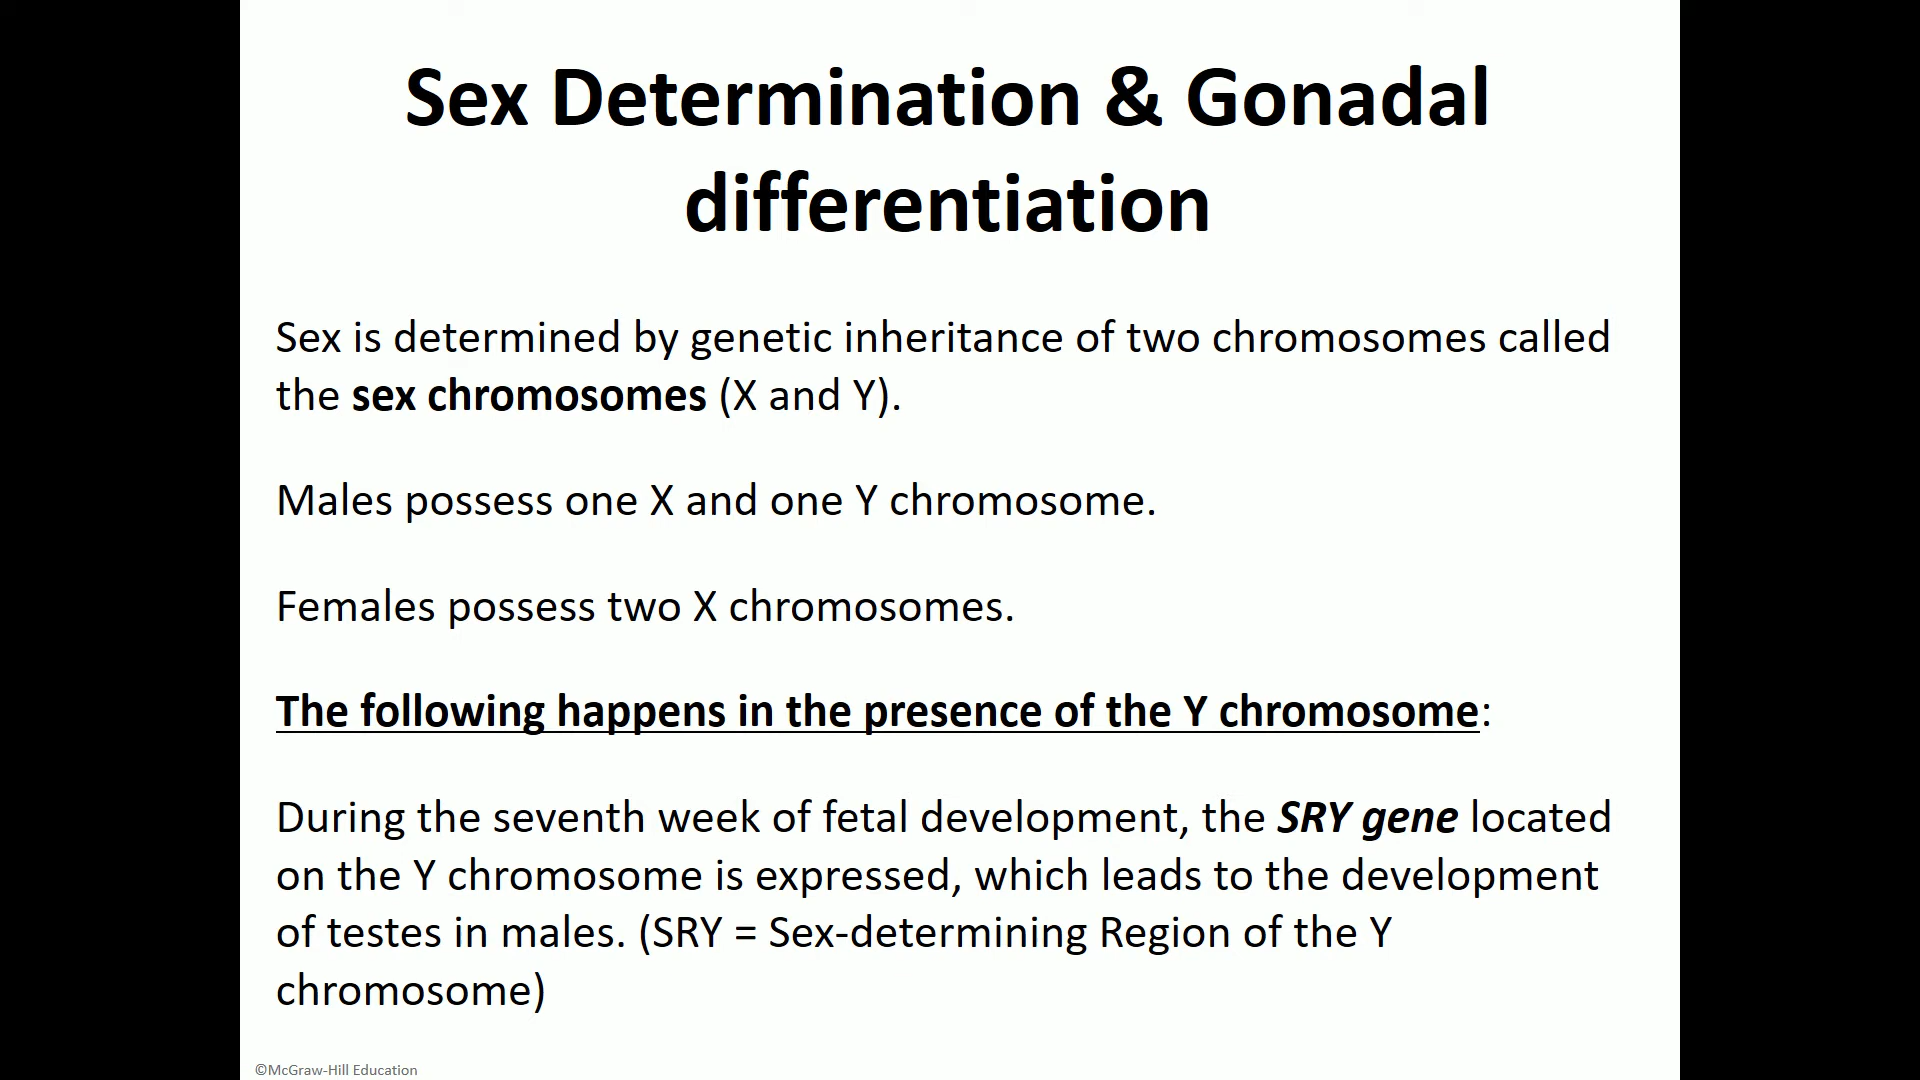 Sex Determination & Gonadal
differentiation
Sex is determined by genetic inheritance of two chromosomes called
the sex chromosomes (X and Y).
Males possess one X and one Y chromosome.
Females possess two X chromosomes.
The following happens in the presence of the Y chromosome:
During the seventh week of fetal development, the SRY gene located
on the Y chromosome is expressed, which leads to the development
of testes in males. (SRY = Sex-determining Region of the Y
chromosome)
©McGraw-Hill Education